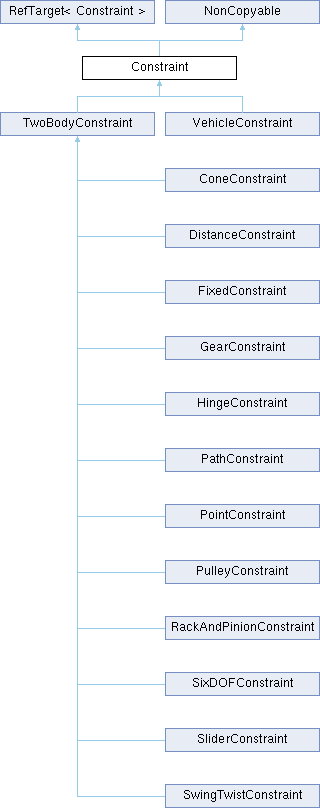 RefTarget< Constraint >
NonCopyable
Constraint
TwoBodyConstraint
VehicleConstraint
ConeConstraint
DistanceConstraint
FixedConstraint
GearConstraint
HingeConstraint
PathConstraint
PointConstraint
PulleyConstraint
RackAndPinionConstraint
SixDOFConstraint
SliderConstraint
SwingTwistConstraint